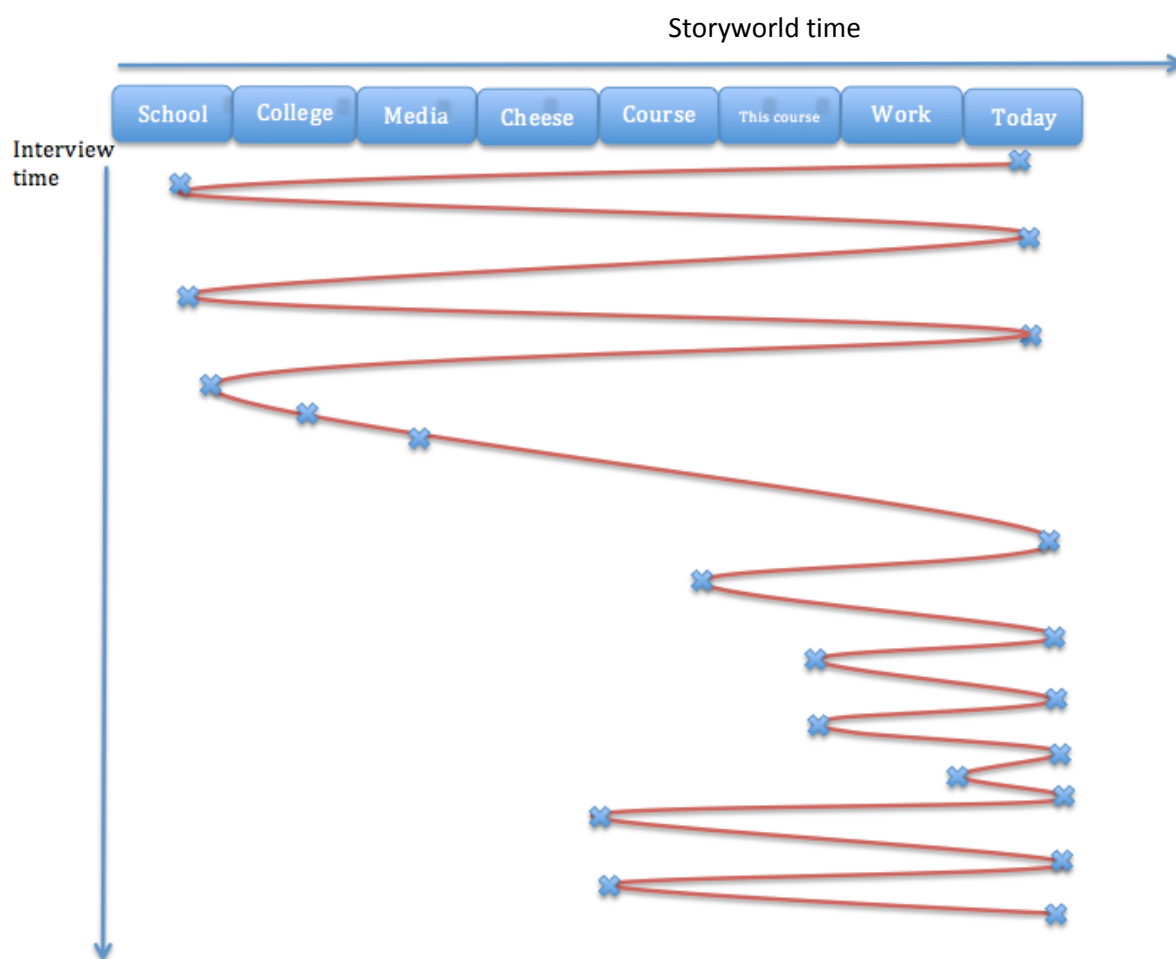 Storyworld time
School
College
Media
Cheese
Course
This course
Work
Today
Interview
time